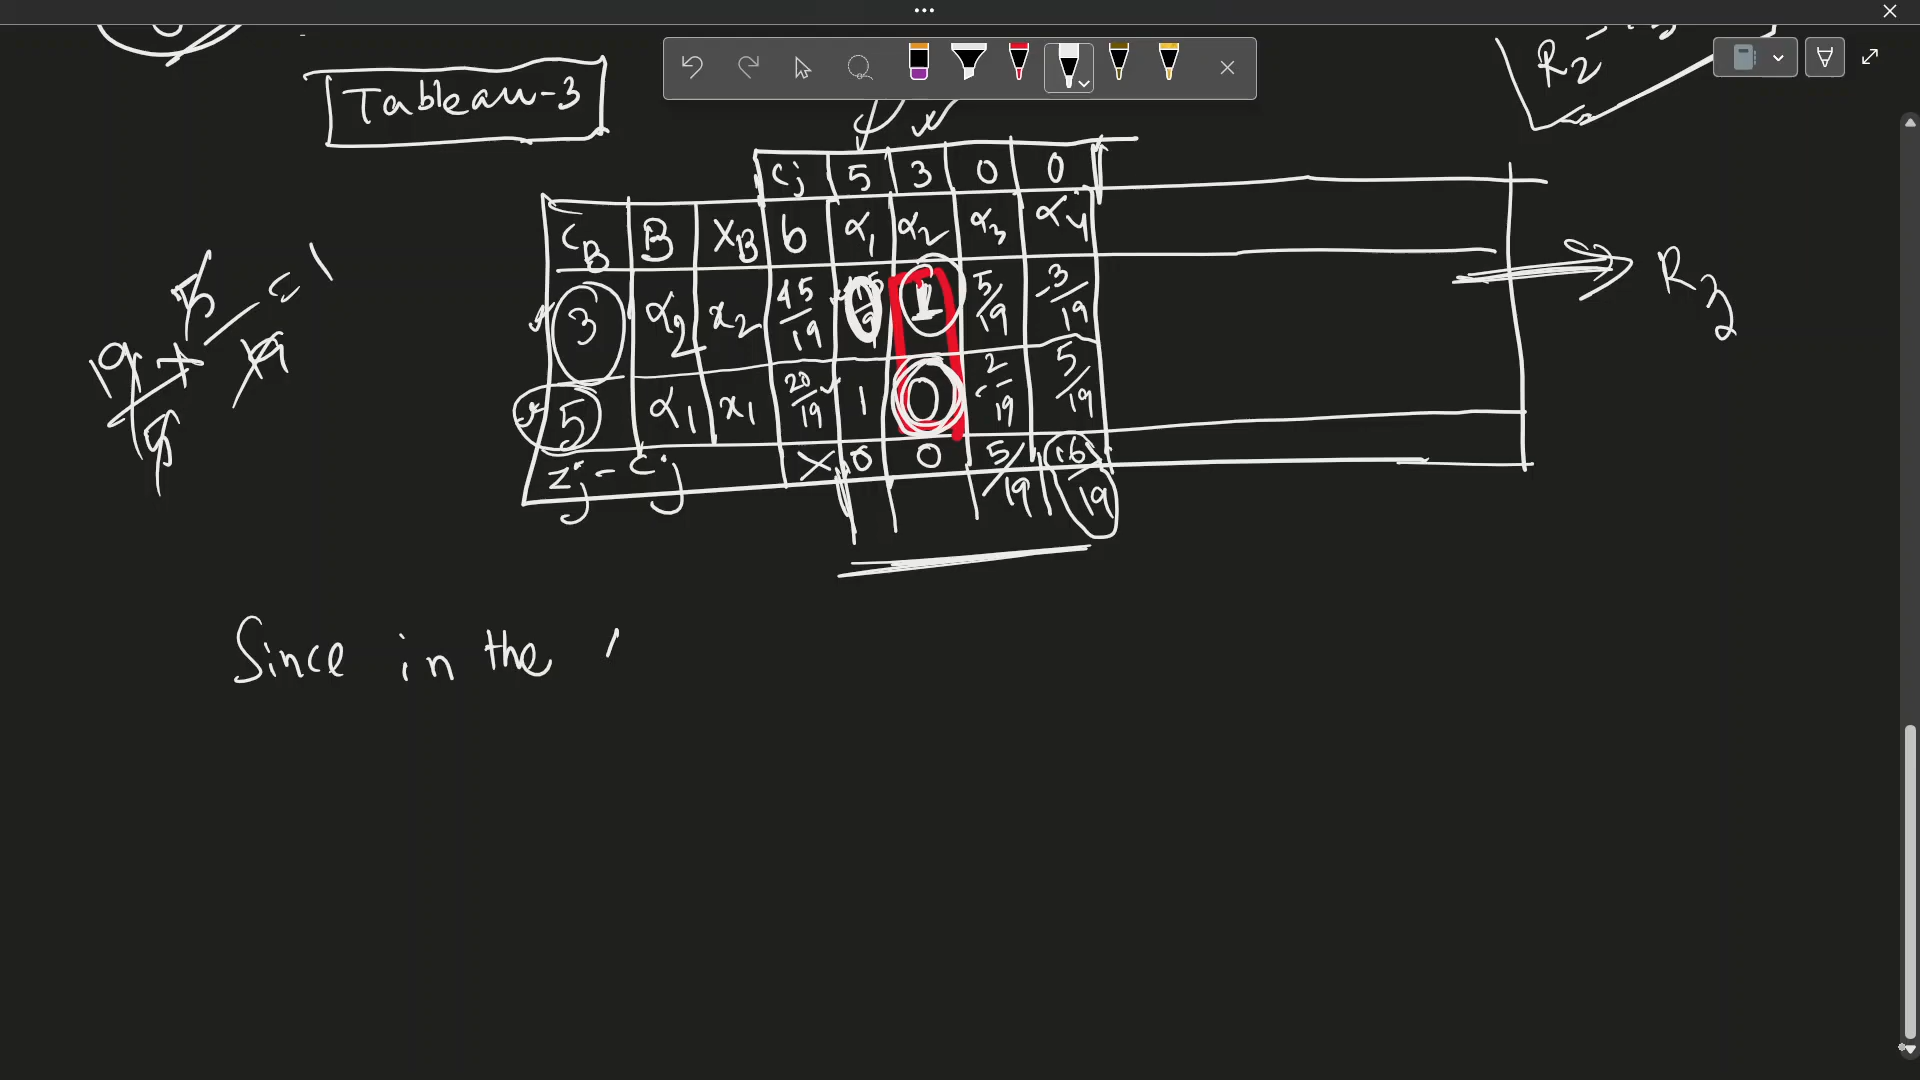 R2
Tableau-3
Cj 5 3 0 0
CB B XB b α1 α2 α3 α4
3 α2 x2 45/19 1 5/19 -3/19
5 α1 x1 20/19 1 0 -2/19 5/19
zj - cj X 0 0 5/19 16/19
R3
Since in the